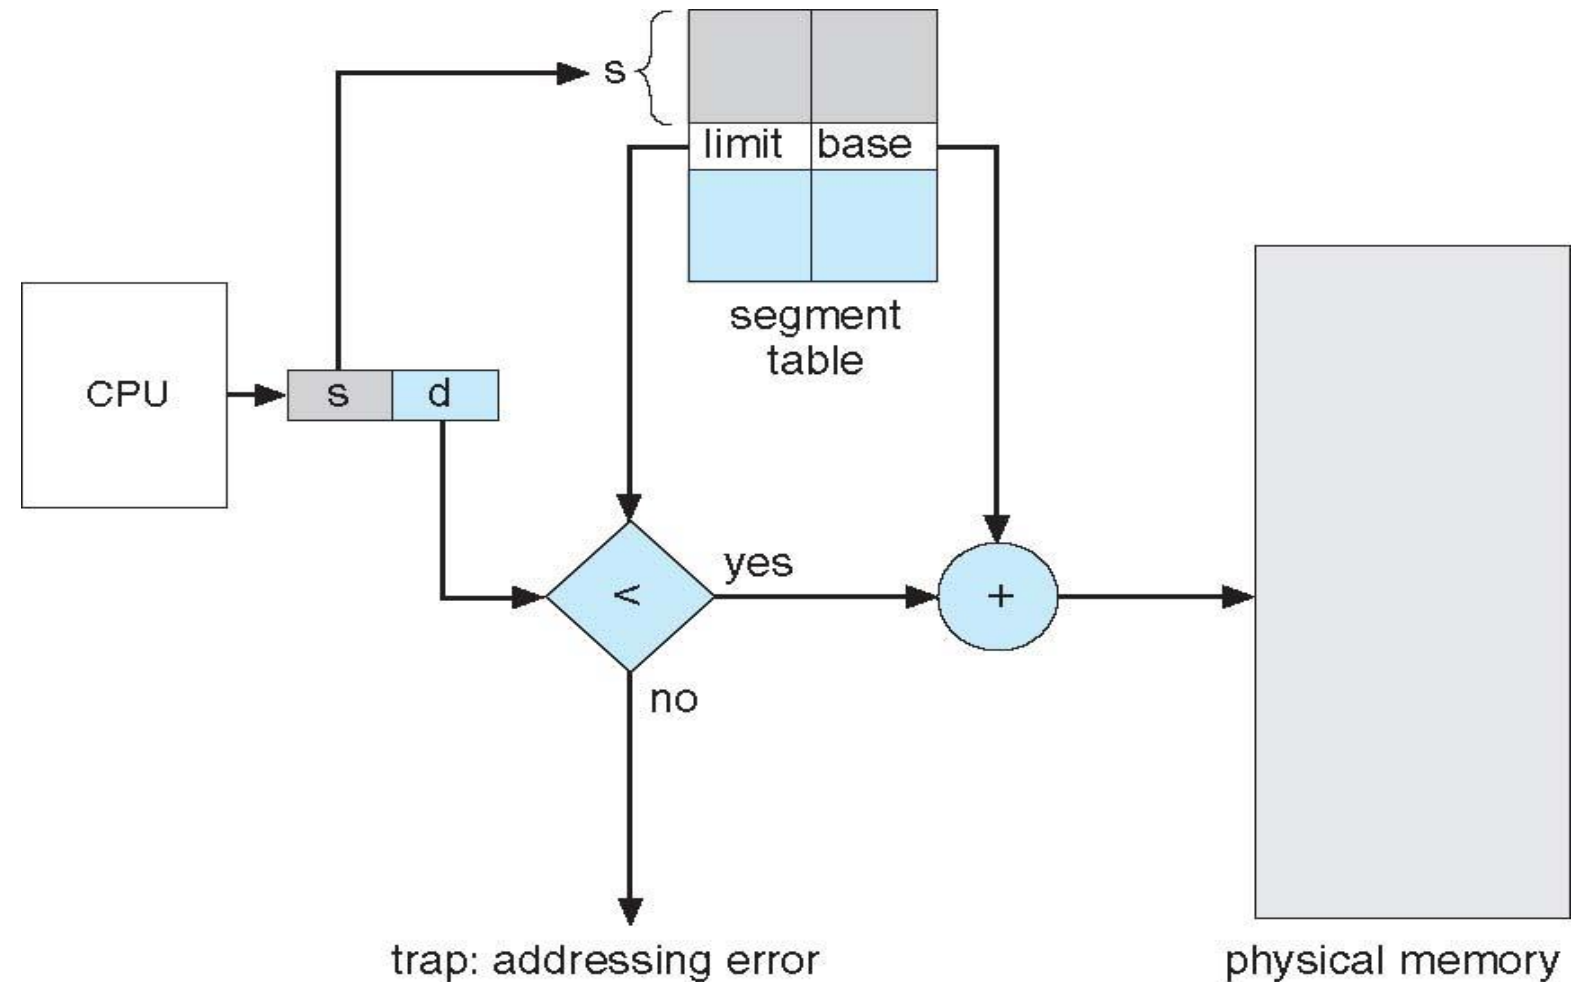 s
limit base
segment
table
CPU
s d
<
yes
+
no
trap: addressing error
physical memory